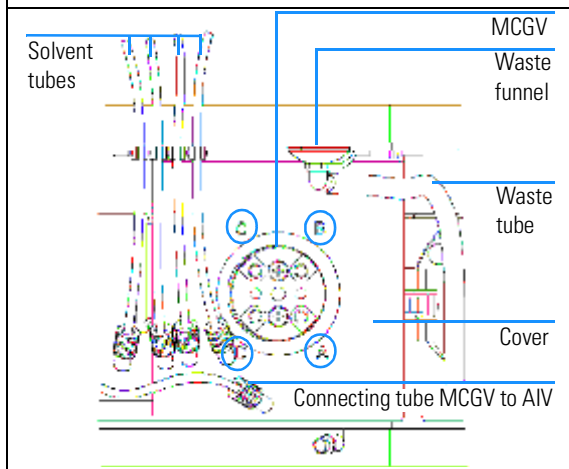 MCGV
Solvent
tubes
Waste
funnel
Waste
tube
Cover
Connecting tube MCGV to AIV